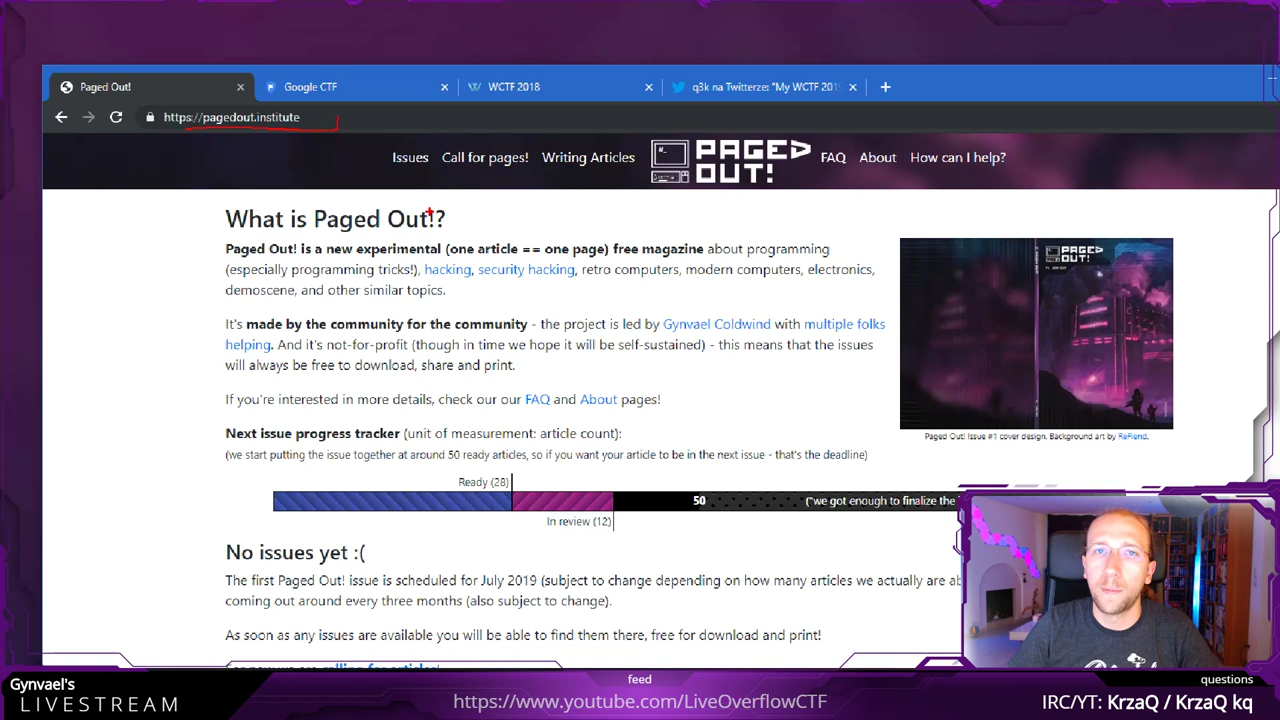 Paged Out!
Google CTF
WCTF 2018
q3k na Twitterze: "My WCTF 201
https://pagedout.institute
Issues
Call for pages!
Writing Articles
PAGED
OUT!
FAQ
About
How can I help?
What is Paged Out!?
Paged Out! is a new experimental (one article == one page) free magazine about programming
(especially programming tricks!), hacking, security hacking, retro computers, modern computers, electronics,
demoscene, and other similar topics.
PAGED
OUT!
It's made by the community for the community - the project is led by Gynvael Coldwind with multiple folks
helping. And it's not-for-profit (though in time we hope it will be self-sustained) - this means that the issues
will always be free to download, share and print.
If you're interested in more details, check our our FAQ and About pages!
Paged Out! Issue #1 cover design. Background art by ReFiend.
Next issue progress tracker (unit of measurement: article count):
(we start putting the issue together at around 50 ready articles, so if you want your article to be in the next issue - that's the deadline)
Ready (28)
50
("we got enough to finalize the
In review (12)
No issues yet :(
The first Paged Out! issue is scheduled for July 2019 (subject to change depending on how many articles we actually are ab
coming out around every three months (also subject to change).
As soon as any issues are available you will be able to find them there, free for download and print!
calling for articles!
Gynvael's
LIVESTREAM
feed
https://www.youtube.com/LiveOverflowCTF
questions
IRC/YT: KrzaQ / KrzaQ kq